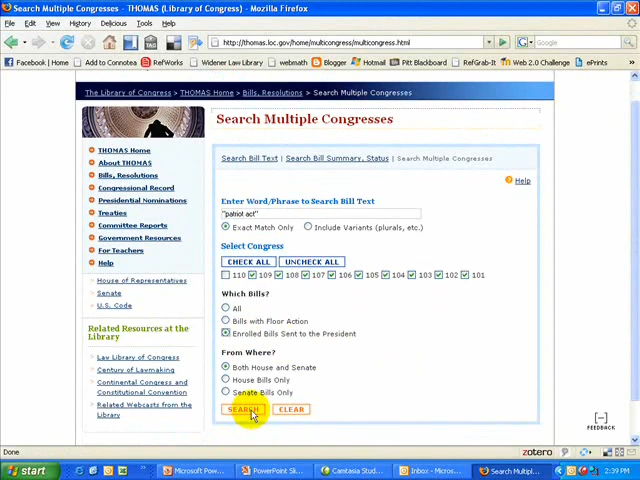 Search Multiple Congresses - THOMAS (Library of Congress) - Mozilla Firefox
File Edit View History Delicious Tools Help
http://thomas.loc.gov/home/multicongress/multicongress.html
Google
Facebook | Home Add to Connotea RefWorks Widener Law Library webmath Blogger Hotmail Pitt Blackboard RefGrab-It Web 2.0 Challenge ePrints
The Library of Congress > THOMAS Home > Bills, Resolutions > Search Multiple Congresses
Search Multiple Congresses
THOMAS Home
About THOMAS
Bills, Resolutions
Congressional Record
Presidential Nominations
Treaties
Committee Reports
Government Resources
For Teachers
Help
House of Representatives
Senate
U.S. Code
Related Resources at the
Library
Law Library of Congress
Century of Lawmaking
Continental Congress and
Constitutional Convention
Related Webcasts from the
Library
Search Bill Text | Search Bill Summary, Status | Search Multiple Congresses
Help
Enter Word/Phrase to Search Bill Text
"patriot act"
Exact Match Only Include Variants (plurals, etc.)
Select Congress
CHECK ALL UNCHECK ALL
110 109 108 107 106 105 104 103 102 101
Which Bills?
All
Bills with Floor Action
Enrolled Bills Sent to the President
From Where?
Both House and Senate
House Bills Only
Senate Bills Only
SEARCH CLEAR
[–]
FEEDBACK
Done
zotero
start Microsoft Pow... PowerPoint Sk... Camtasia Stud... Inbox - Micros... Search Multipl... 2:39 PM